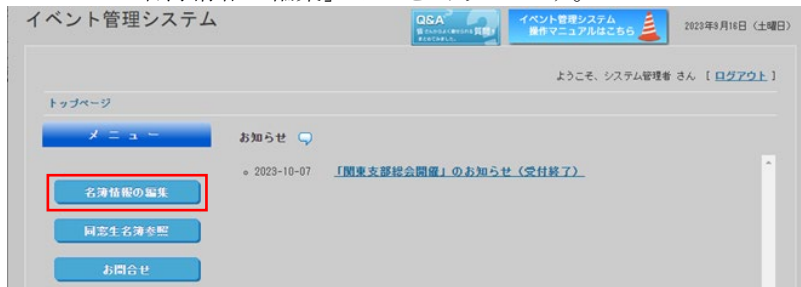 イベント管理システム
Q&A
イベント管理システム
操作マニュアルはこちら
2023年9月16日（土曜日）
ようこそ、システム管理者 さん [ ログアウト ]
トップページ
メニュー
お知らせ
2023-10-07 「関東支部総会開催」のお知らせ（受付終了）
名簿情報の編集
同窓生名簿参照
お問合せ